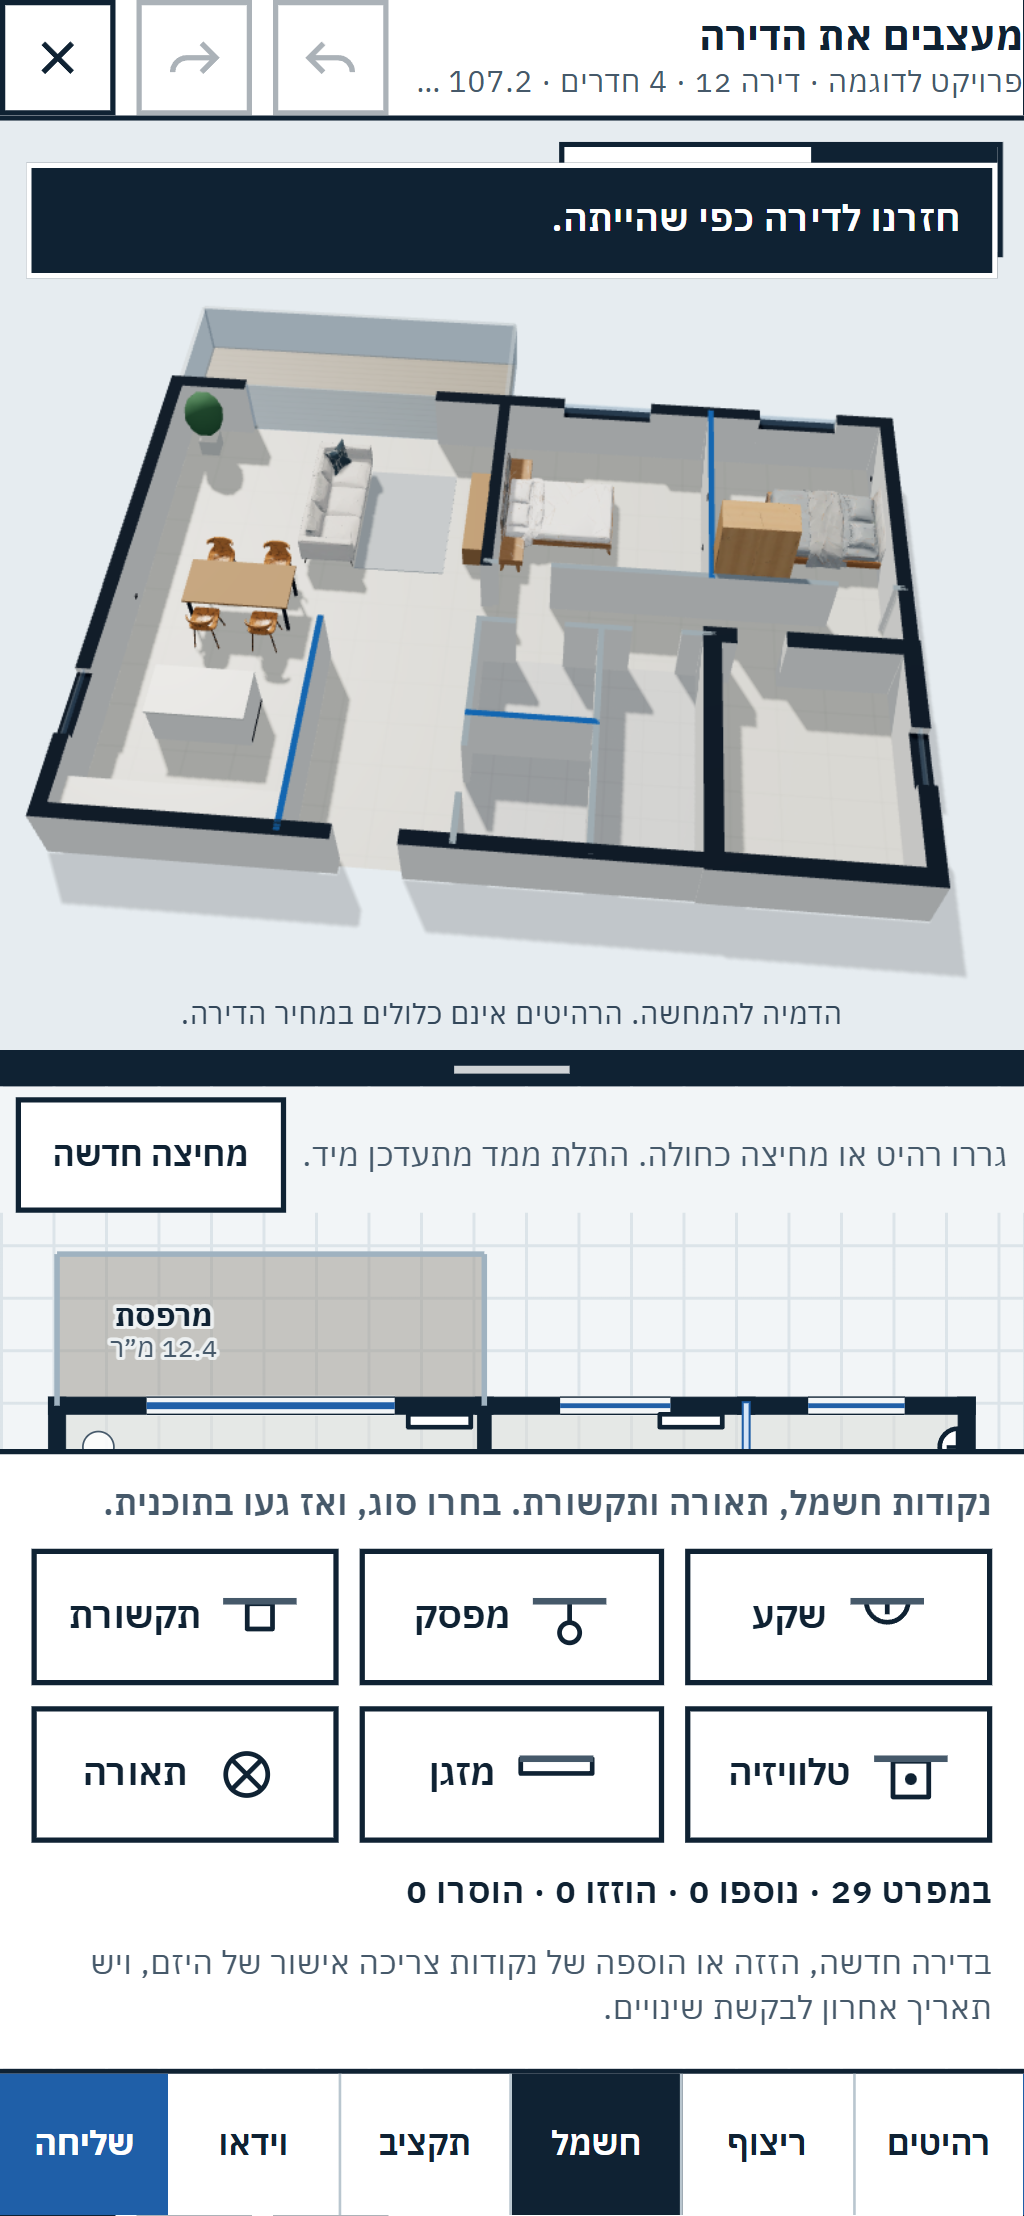 מעצבים את הדירה
פרויקט לדוגמה · דירה 12 · 4 חדרים · 107.2 ...
חזרנו לדירה כפי שהייתה.
הדמיה להמחשה. הרהיטים אינם כלולים במחיר הדירה.
גררו רהיט או מחיצה כחולה. התלת ממד מתעדכן מיד.
מחיצה חדשה
מרפסת
12.4 מ"ר
נקודות חשמל, תאורה ותקשורת. בחרו סוג, ואז געו בתוכנית.
שקע
מפסק
תקשורת
טלוויזיה
מזגן
תאורה
במפרט 29 · נוספו 0 · הוזזו 0 · הוסרו 0
בדירה חדשה, הזזה או הוספה של נקודות צריכה אישור של היזם, ויש
תאריך אחרון לבקשת שינויים.
רהיטים
ריצוף
חשמל
תקציב
וידאו
שליחה